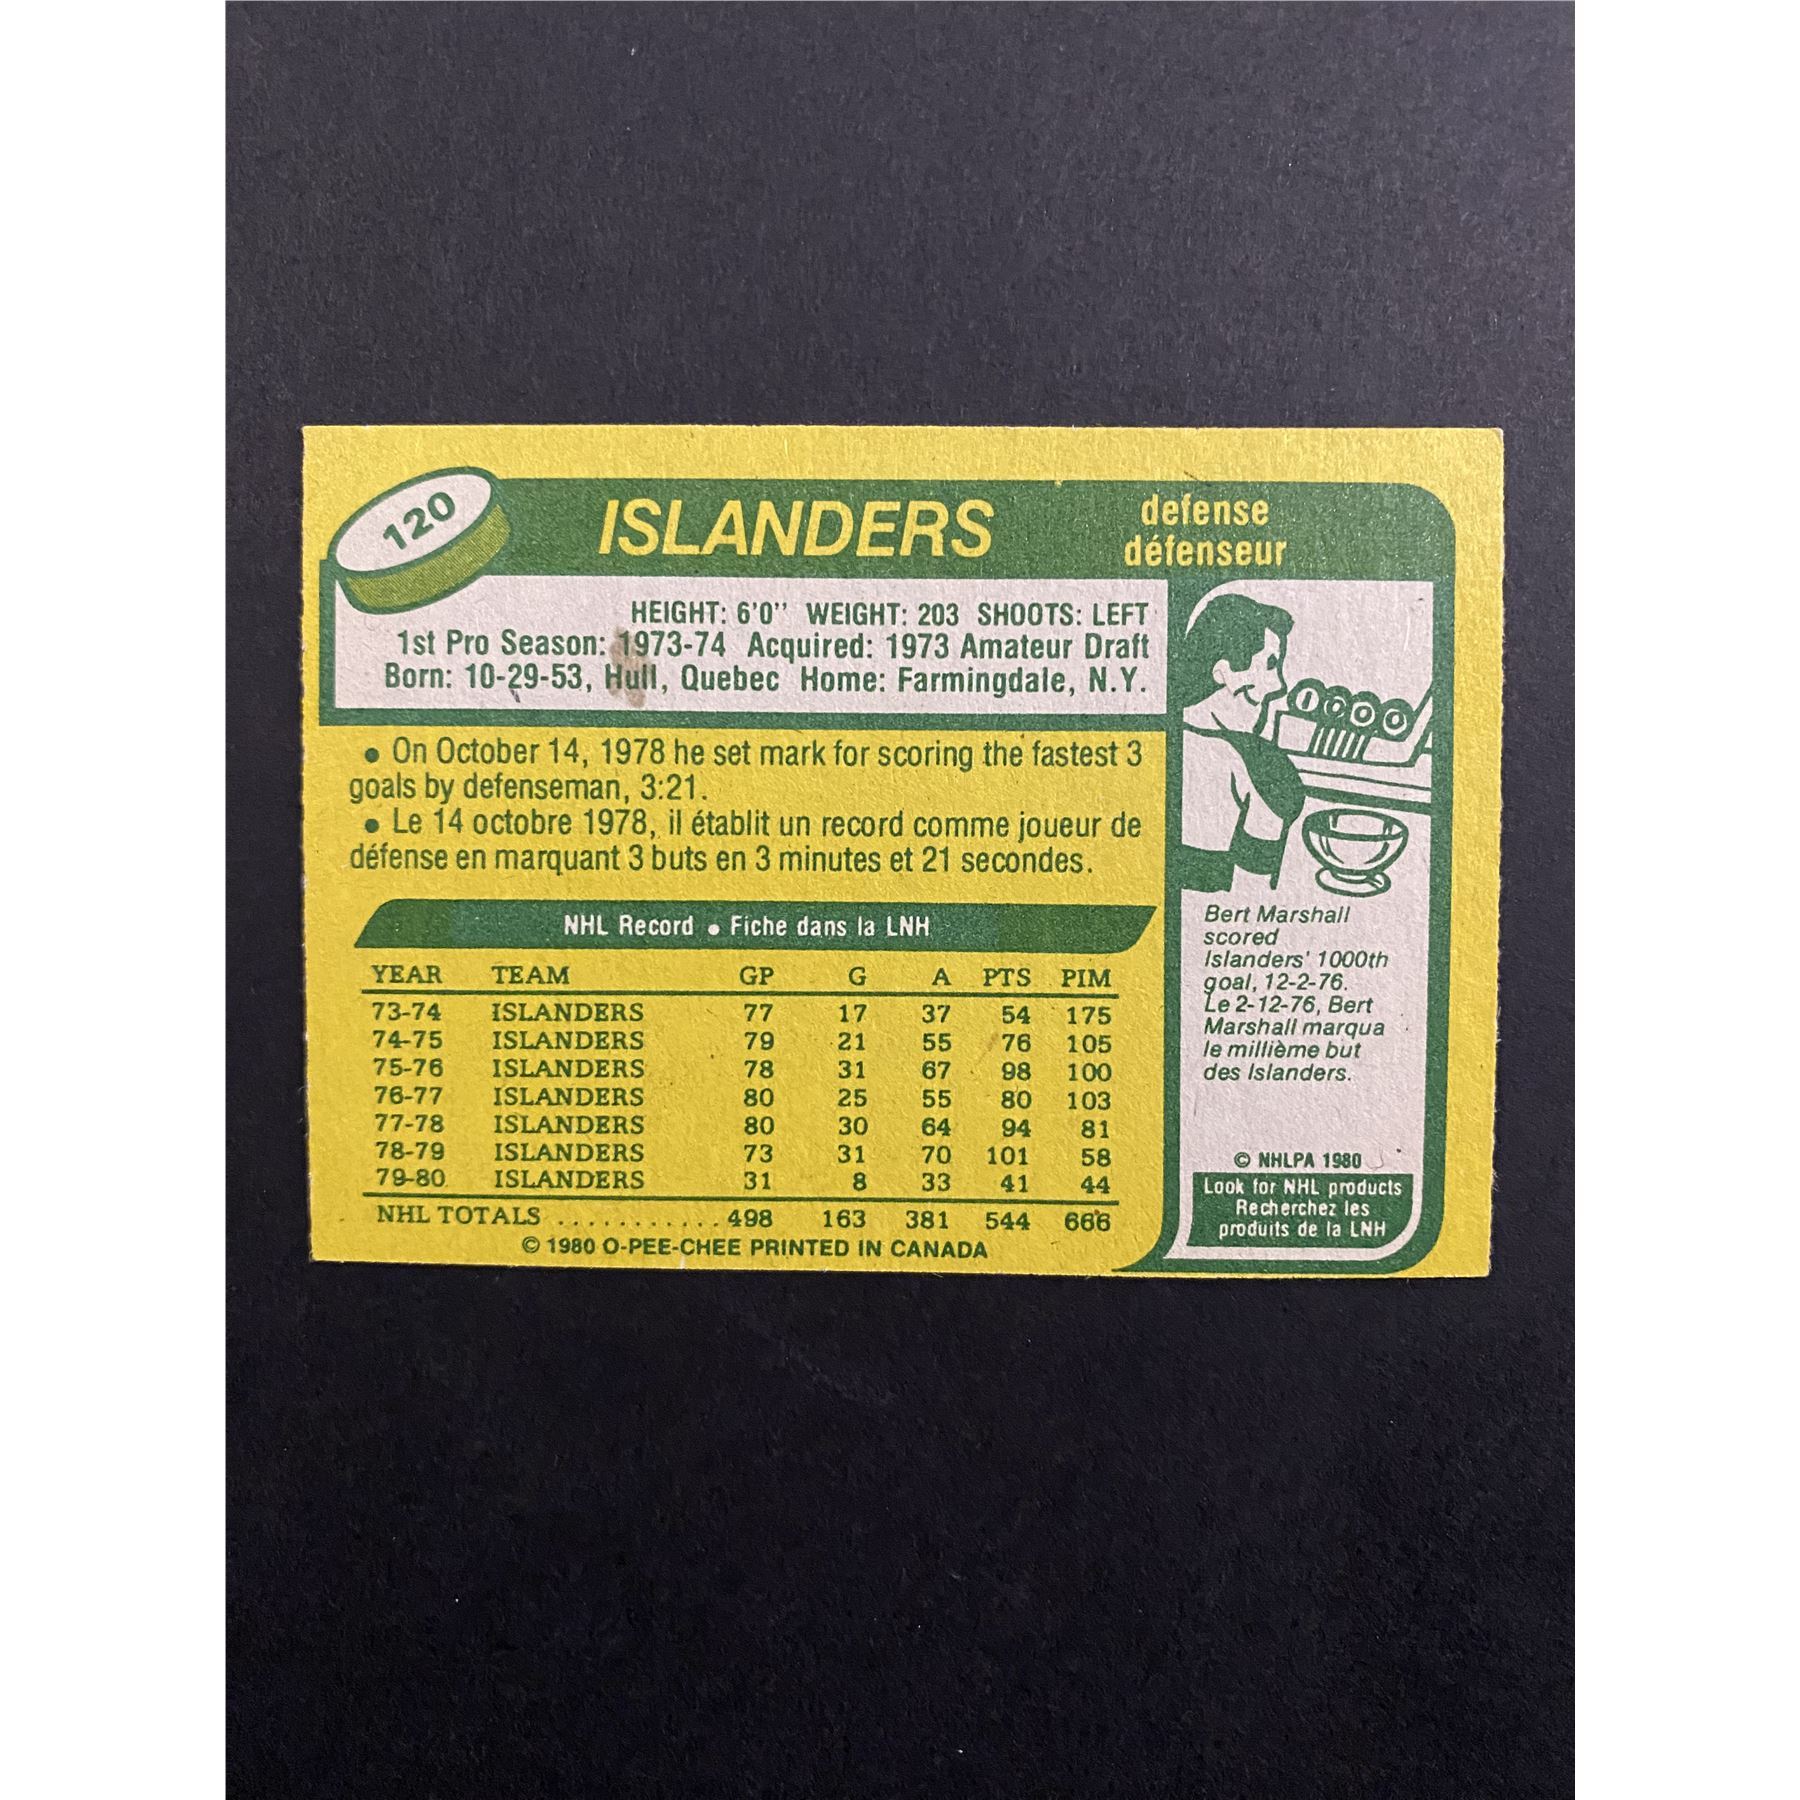 120
ISLANDERS
defense
défenseur
HEIGHT: 6'0'' WEIGHT: 203 SHOOTS: LEFT
1st Pro Season: 1973-74 Acquired: 1973 Amateur Draft
Born: 10-29-53, Hull, Quebec Home: Farmingdale, N.Y.
• On October 14, 1978 he set mark for scoring the fastest 3
goals by defenseman, 3:21.
• Le 14 octobre 1978, il établit un record comme joueur de
défense en marquant 3 buts en 3 minutes et 21 secondes.
NHL Record • Fiche dans la LNH
YEAR TEAM GP G A PTS PIM
73-74 ISLANDERS 77 17 37 54 175
74-75 ISLANDERS 79 21 55 76 105
75-76 ISLANDERS 78 31 67 98 100
76-77 ISLANDERS 80 25 55 80 103
77-78 ISLANDERS 80 30 64 94 81
78-79 ISLANDERS 73 31 70 101 58
79-80 ISLANDERS 31 8 33 41 44
NHL TOTALS ........... 498 163 381 544 666
© 1980 O-PEE-CHEE PRINTED IN CANADA
1000
Bert Marshall
scored
Islanders' 1000th
goal, 12-2-76.
Le 2-12-76, Bert
Marshall marqua
le millième but
des Islanders.
© NHLPA 1980
Look for NHL products
Recherchez les
produits de la LNH